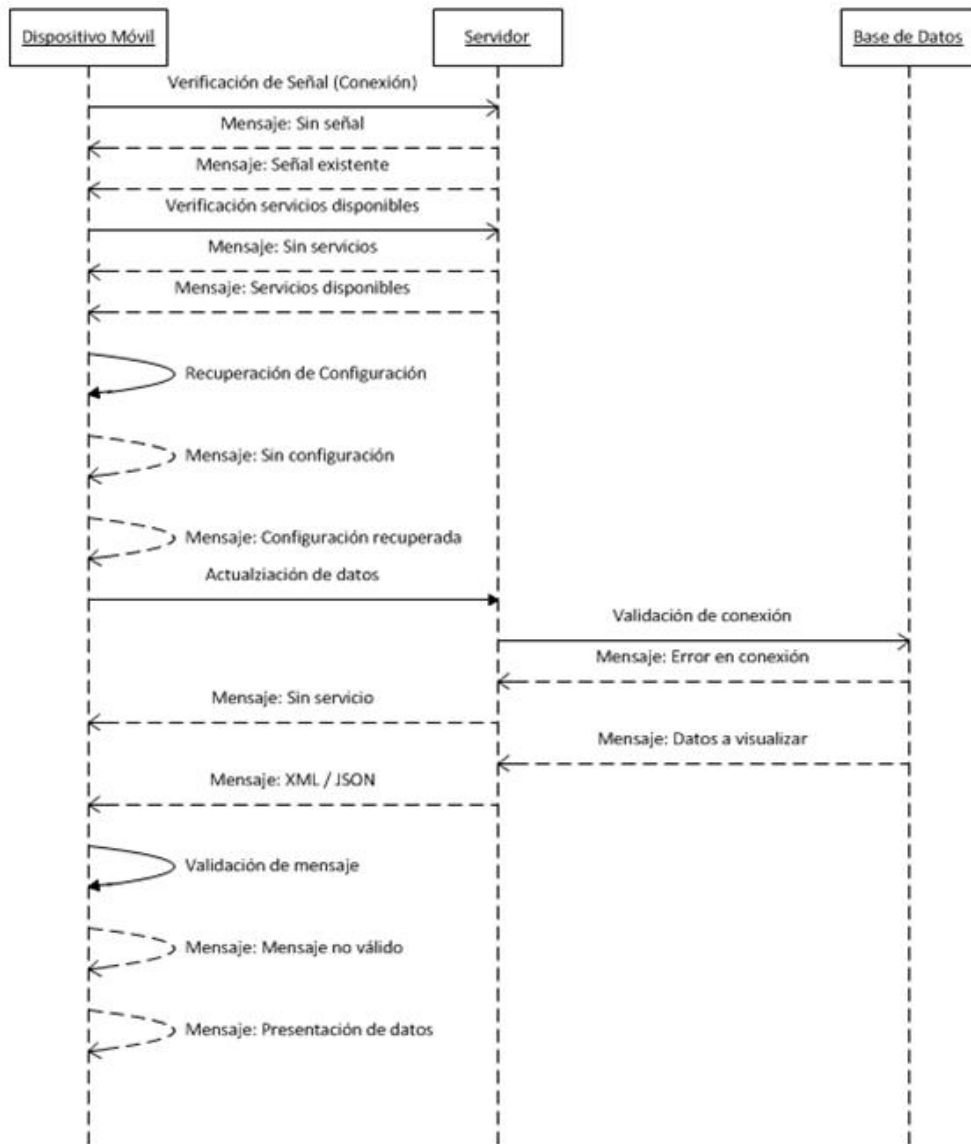 Dispositivo Móvil
Servidor
Base de Datos
Verificación de Señal (Conexión)
Mensaje: Sin señal
Mensaje: Señal existente
Verificación servicios disponibles
Mensaje: Sin servicios
Mensaje: Servicios disponibles
Recuperación de Configuración
Mensaje: Sin configuración
Mensaje: Configuración recuperada
Actualziación de datos
Validación de conexión
Mensaje: Error en conexión
Mensaje: Sin servicio
Mensaje: Datos a visualizar
Mensaje: XML / JSON
Validación de mensaje
Mensaje: Mensaje no válido
Mensaje: Presentación de datos